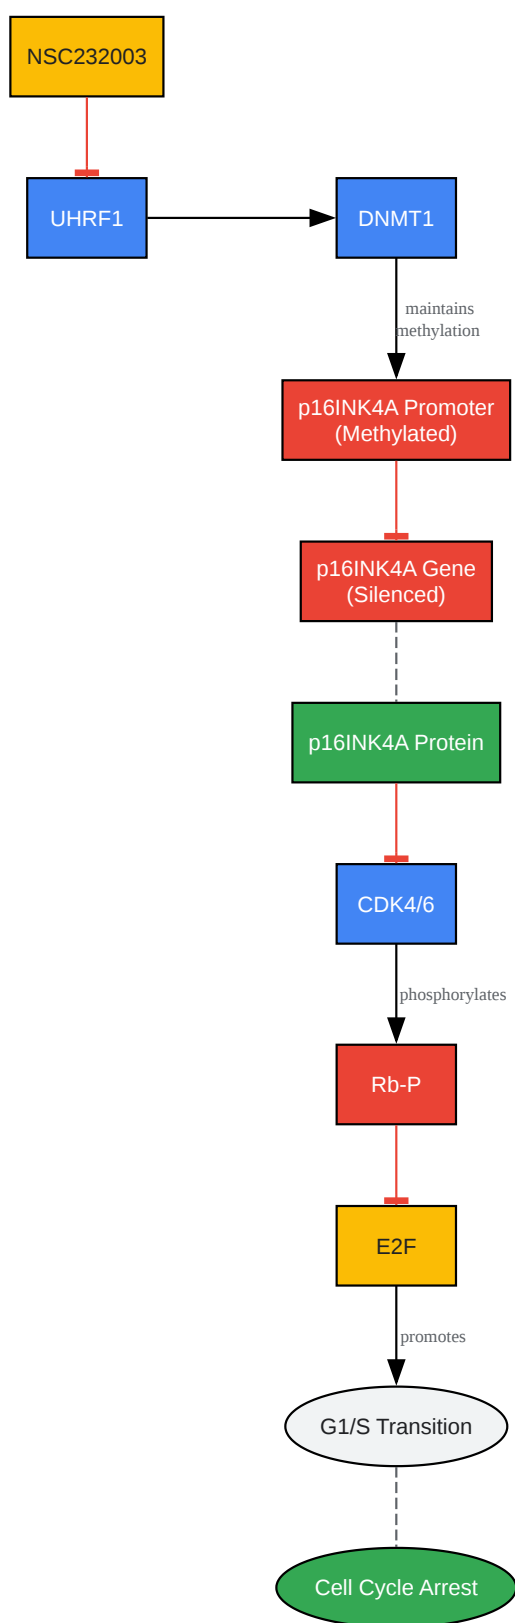 NSC232003
UHRF1
DNMT1
maintains
methylation
p16INK4A Promoter
(Methylated)
p16INK4A Gene
(Silenced)
p16INK4A Protein
CDK4/6
phosphorylates
Rb-P
E2F
promotes
G1/S Transition
Cell Cycle Arrest